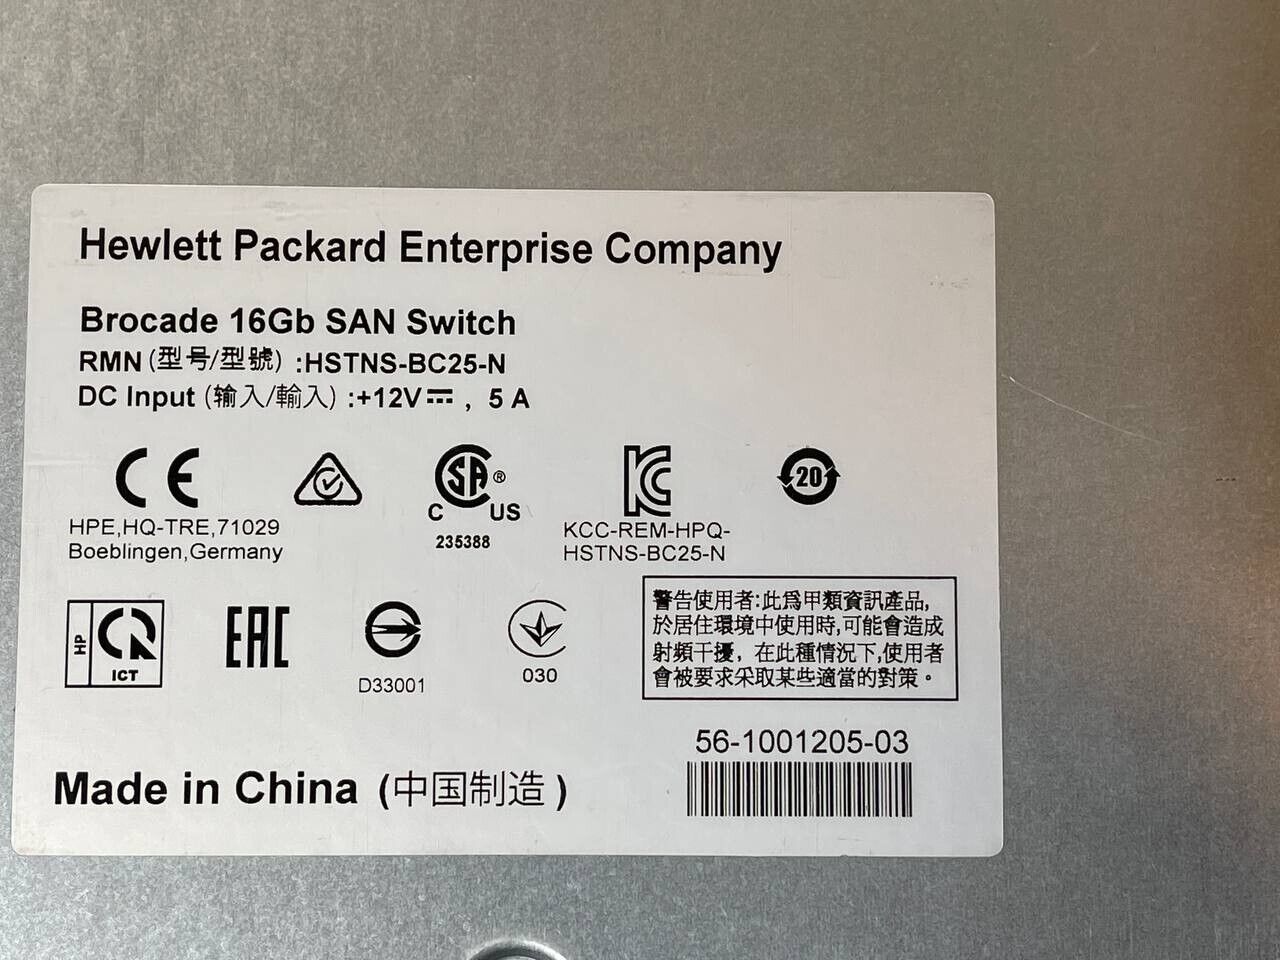 Hewlett Packard Enterprise Company
Brocade 16Gb SAN Switch
RMN (型号/型號) :HSTNS-BC25-N
DC Input (输入/輸入) :+12V⎓ , 5 A
CE
HPE,HQ-TRE,71029
Boeblingen,Germany
SA ®
C US
235388
KC
KCC-REM-HPQ-
HSTNS-BC25-N
20
HP
ICT
EAC
D33001
030
警告使用者:此爲甲類資訊產品,
於居住環境中使用時,可能會造成
射頻干擾，在此種情況下,使用者
會被要求采取某些適當的對策。
56-1001205-03
Made in China (中国制造)